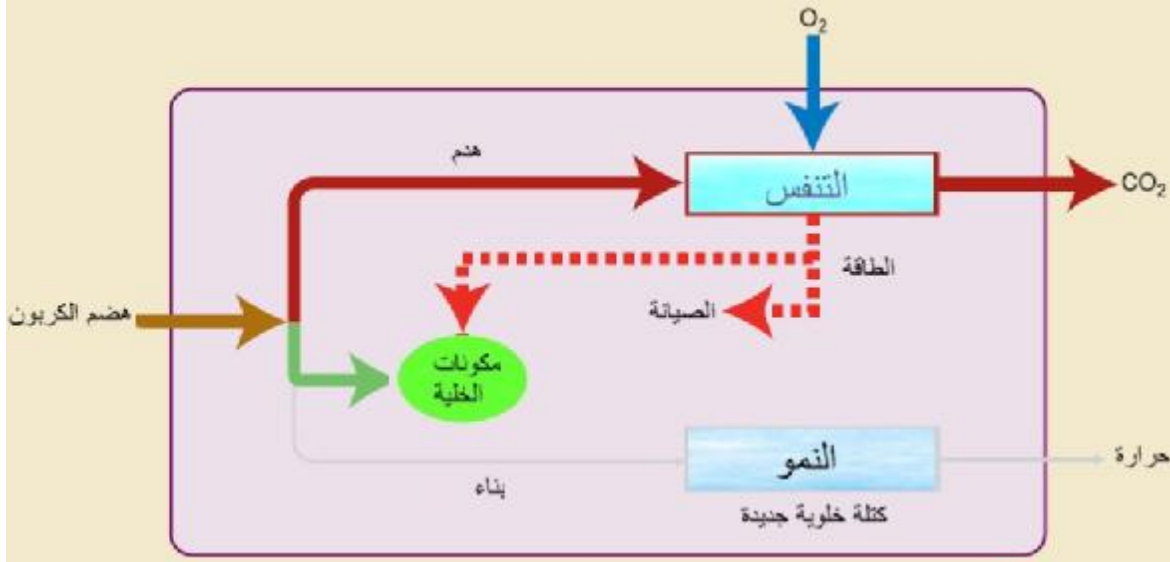 O₂
هدم
التنفس
CO₂
الطاقة
الصيانة
هضم الكربون
مكونات
الخلية
النمو
حرارة
بناء
كتلة خلوية جديدة